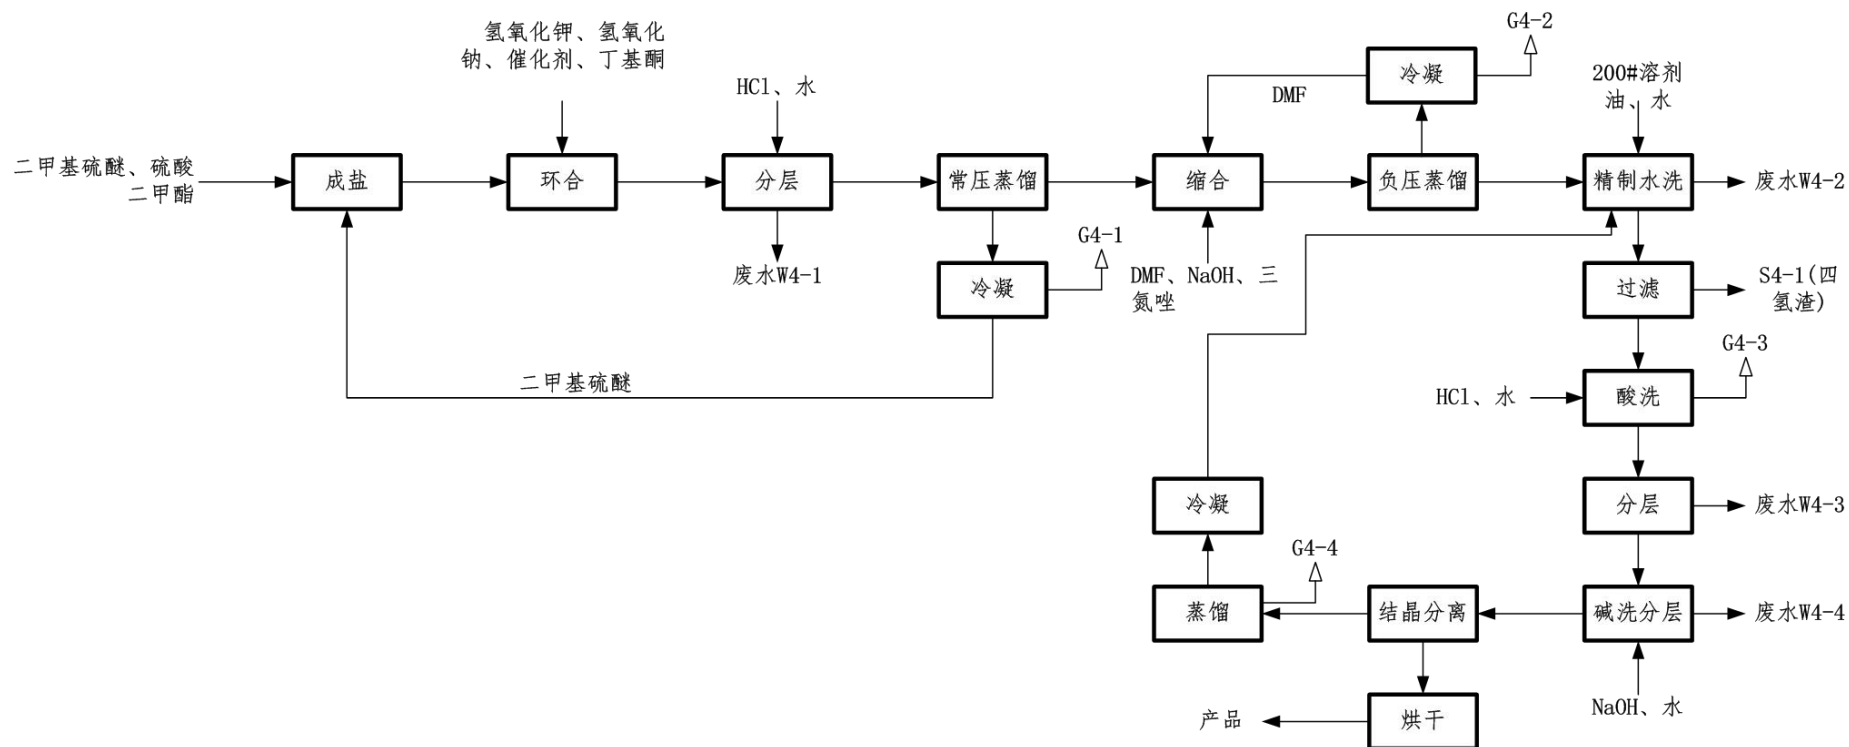 氢氧化钾、氢氧化
钠、催化剂、丁基酮
G4-2
HCl、水
冷凝
DMF
200#溶剂
油、水
二甲基硫醚、硫酸
二甲酯
成盐
环合
分层
常压蒸馏
缩合
负压蒸馏
精制水洗
废水W4-2
G4-1
废水W4-1
冷凝
DMF、NaOH、三
氮唑
过滤
S4-1(四
氢渣)
G4-3
二甲基硫醚
HCl、水
酸洗
冷凝
分层
废水W4-3
G4-4
蒸馏
结晶分离
碱洗分层
废水W4-4
NaOH、水
产品
烘干